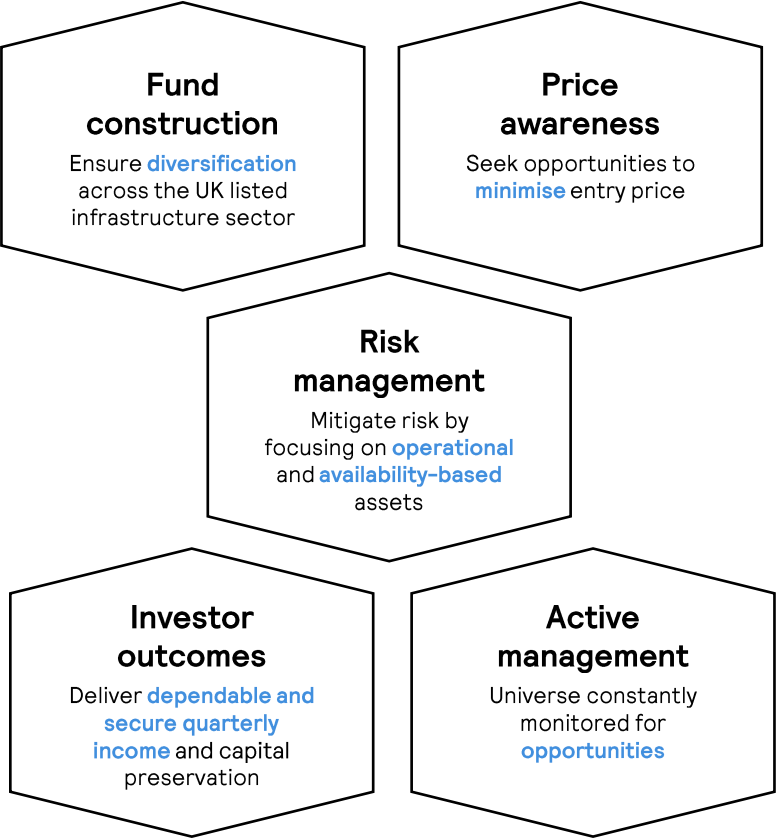 Fund
construction
Ensure diversification
across the UK listed
infrastructure sector
Price
awareness
Seek opportunities to
minimise entry price
Risk
management
Mitigate risk by
focusing on operational
and availability-based
assets
Investor
outcomes
Deliver dependable and
secure quarterly
income and capital
preservation
Active
management
Universe constantly
monitored for
opportunities